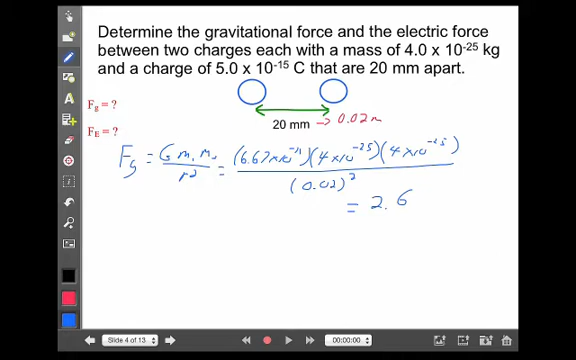 Determine the gravitational force and the electric force
between two charges each with a mass of 4.0 x 10-25 kg
and a charge of 5.0 x 10-15 C that are 20 mm apart.
Fg = ?
20 mm → 0.02m
FE = ?
Fg = G m₁ m₂ / r² = (6.67x10⁻¹¹)(4x10⁻²⁵)(4x10⁻²⁵) / (0.02)²
= 2.6
Slide 4 of 13
00:00:00